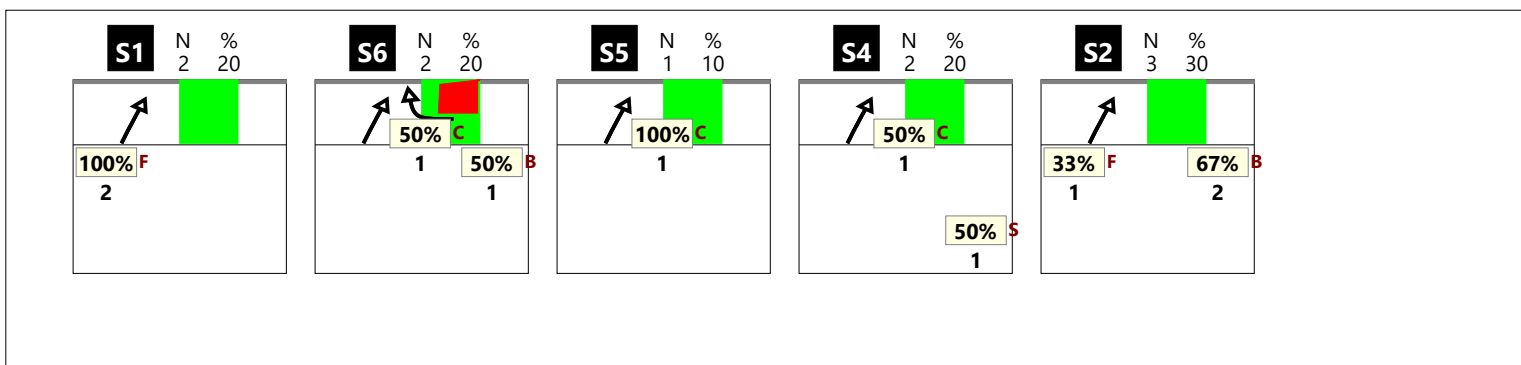 S1 N % S6 N % S5 N % S4 N % S2 N %
2 20 2 20 1 10 2 20 3 30
50% C 100% C 50% C
100% F 1 50% B 1 1 33% F 67% B
2 1 1 2
50% S
1